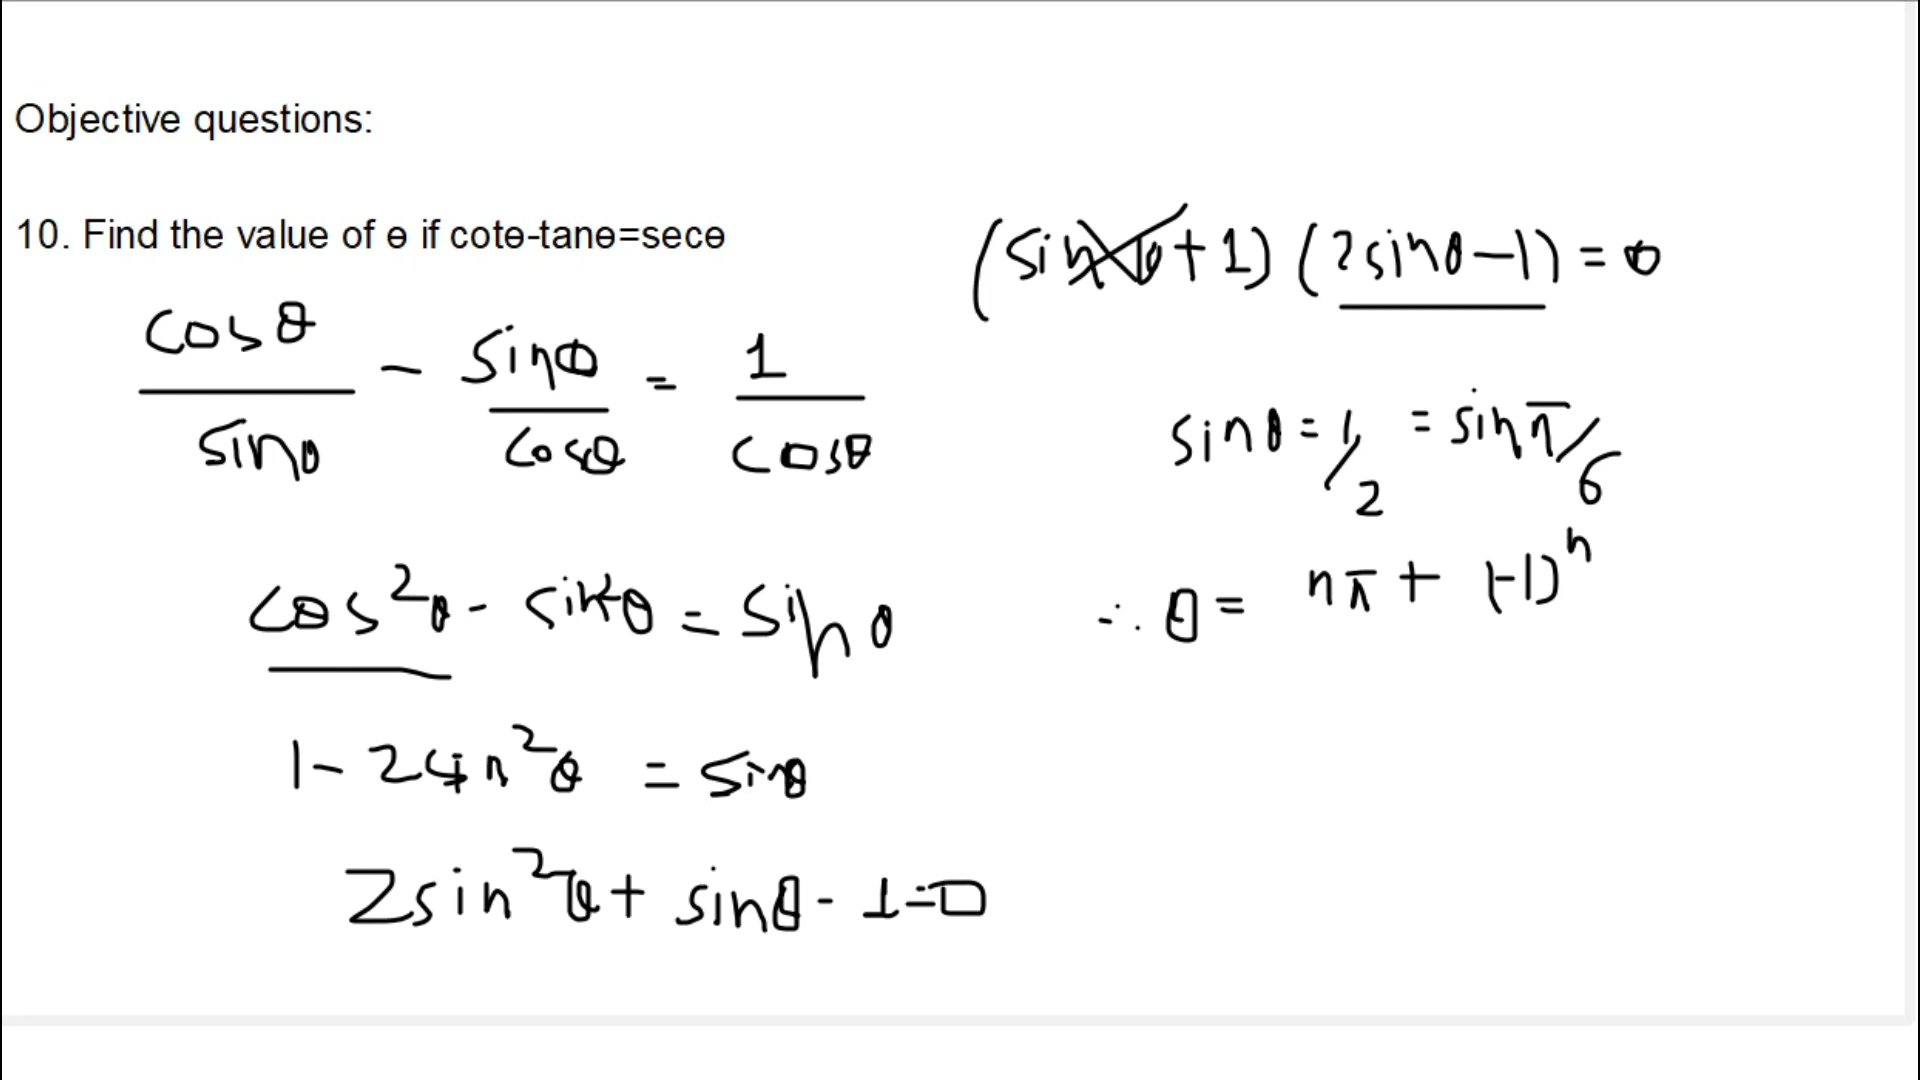 Objective questions:
10. Find the value of ɵ if cotɵ-tanɵ=secɵ
cosθ/sinθ - sinθ/cosθ = 1/cosθ
cos²θ - sin²θ = sinθ
1 - 2sin²θ = sinθ
2sin²θ + sinθ - 1 = 0
(sinθ + 1) (2sinθ - 1) = 0
sinθ = 1/2 = sin π/6
∴ θ = nπ + (-1)ⁿ